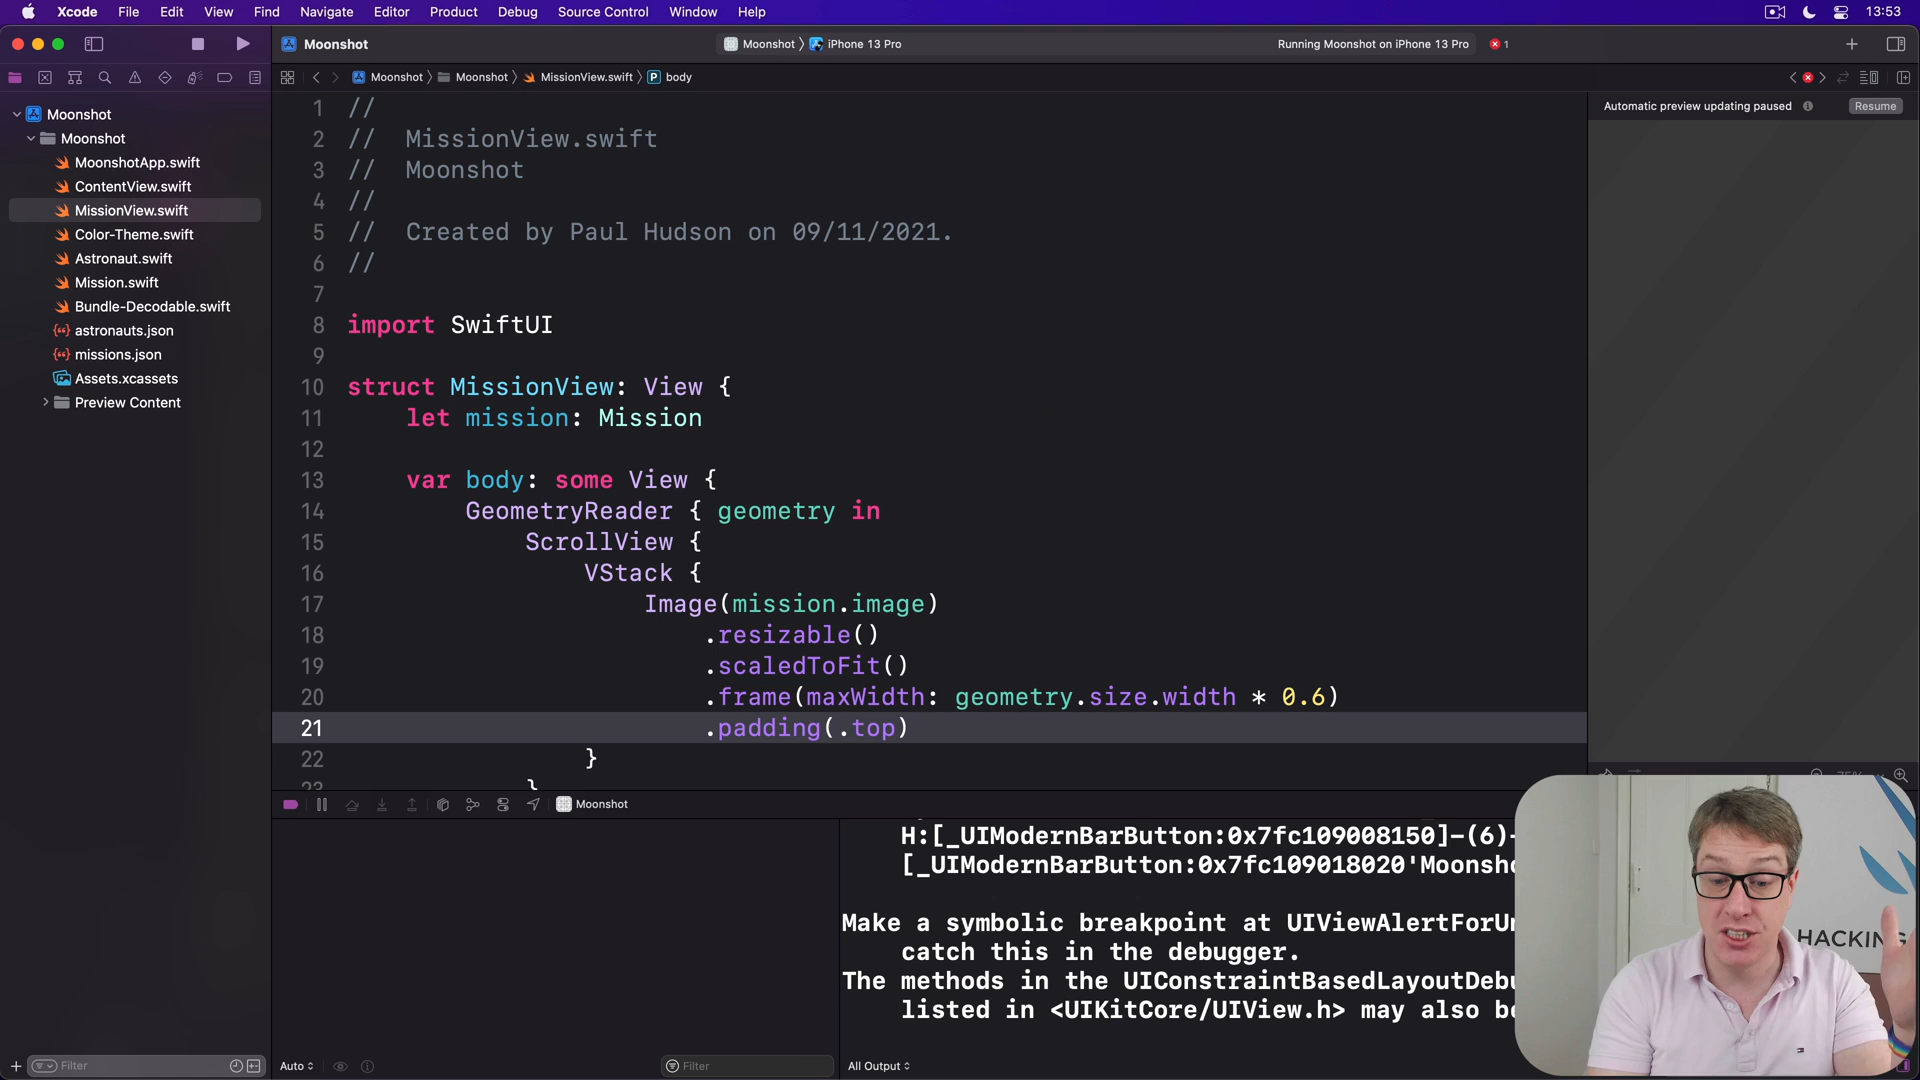 Xcode File Edit View Find Navigate Editor Product Debug Source Control Window Help 13:53
Moonshot
Moonshot iPhone 13 Pro
Running Moonshot on iPhone 13 Pro
1
Moonshot Moonshot MissionView.swift P body
Automatic preview updating paused
Resume
Moonshot
Moonshot
MoonshotApp.swift
ContentView.swift
MissionView.swift
Color-Theme.swift
Astronaut.swift
Mission.swift
Bundle-Decodable.swift
astronauts.json
missions.json
Assets.xcassets
Preview Content
1 //
2 // MissionView.swift
3 // Moonshot
4 //
5 // Created by Paul Hudson on 09/11/2021.
6 //
7
8 import SwiftUI
9
10 struct MissionView: View {
11 let mission: Mission
12
13 var body: some View {
14 GeometryReader { geometry in
15 ScrollView {
16 VStack {
17 Image(mission.image)
18 .resizable()
19 .scaledToFit()
20 .frame(maxWidth: geometry.size.width * 0.6)
21 .padding(.top)
22 }
23 }
Moonshot
H:[_UIModernBarButton:0x7fc109008150]-(6)-
[_UIModernBarButton:0x7fc109018020'Moonsho
Make a symbolic breakpoint at UIViewAlertForUn
catch this in the debugger.
The methods in the UIConstraintBasedLayoutDebu
listed in <UIKitCore/UIView.h> may also be
HACKING
Filter
Auto
Filter
All Output